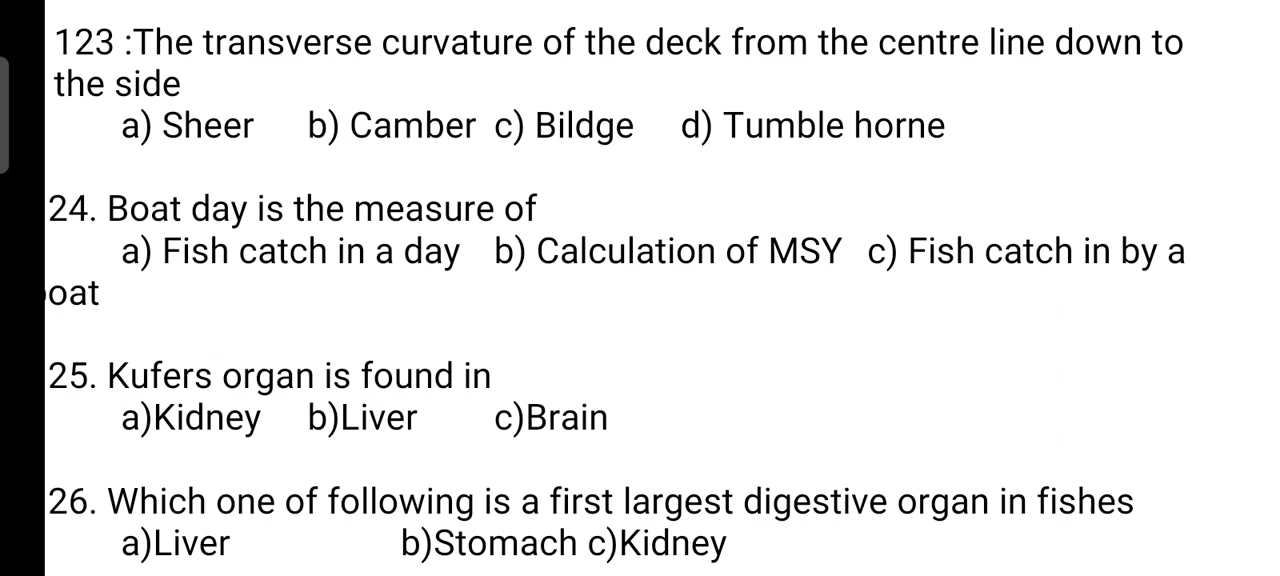 123 :The transverse curvature of the deck from the centre line down to
the side
a) Sheer b) Camber c) Bildge d) Tumble horne
24. Boat day is the measure of
a) Fish catch in a day b) Calculation of MSY c) Fish catch in by a
oat
25. Kufers organ is found in
a)Kidney b)Liver c)Brain
26. Which one of following is a first largest digestive organ in fishes
a)Liver b)Stomach c)Kidney